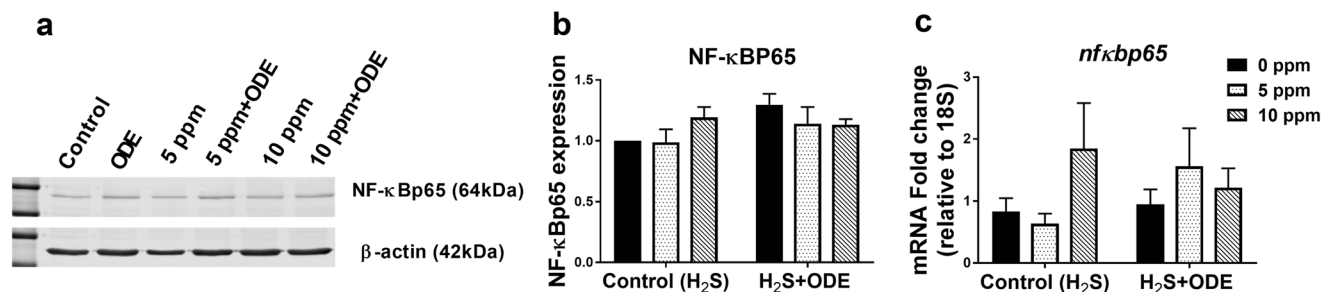 a
Control
ODE
5 ppm
5 ppm+ODE
10 ppm
10 ppm+ODE
NF-κBp65 (64kDa)
β-actin (42kDa)
b
NF-κBP65
NF-κBp65 expression
1.5
1.0
0.5
0.0
Control (H₂S)
H₂S+ODE
c
nfκbp65
mRNA Fold change
(relative to 18S)
3
2
1
0
Control (H₂S)
H₂S+ODE
0 ppm
5 ppm
10 ppm